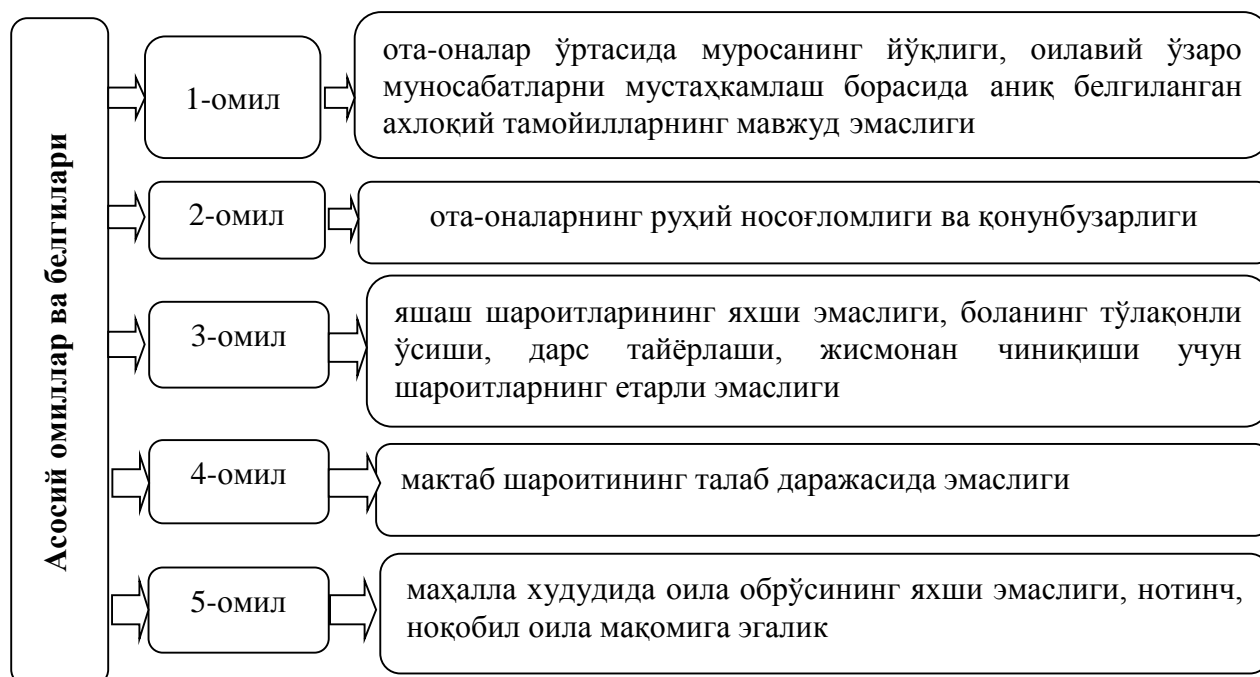 Асосий омиллар ва белгилари
1-омил
ота-оналар ўртасида муросанинг йўқлиги, оилавий ўзаро
муносабатларни мустаҳкамлаш борасида аниқ белгиланган
ахлоқий тамойилларнинг мавжуд эмаслиги
2-омил
ота-оналарнинг руҳий носоғломлиги ва қонунбузарлиги
3-омил
яшаш шароитларининг яхши эмаслиги, боланинг тўлақонли
ўсиши, дарс тайёрлаши, жисмонан чиниқиши учун
шароитларнинг етарли эмаслиги
4-омил
мактаб шароитининг талаб даражасида эмаслиги
5-омил
маҳалла худудида оила обрўсининг яхши эмаслиги, нотинч,
ноқобил оила мақомига эгалик